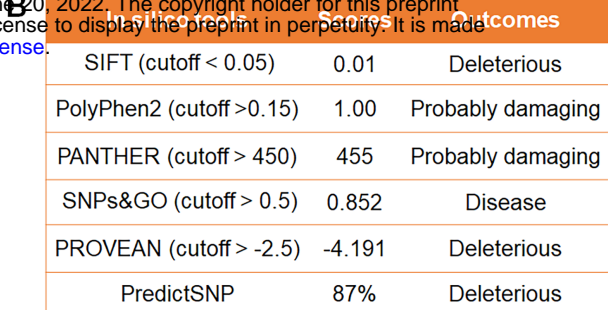 B
e 20, 2022. The copyright holder for this preprint
In silico tools Scores Outcomes
cense to display the preprint in perpetuity. It is made
ense.
SIFT (cutoff < 0.05) 0.01 Deleterious
PolyPhen2 (cutoff >0.15) 1.00 Probably damaging
PANTHER (cutoff > 450) 455 Probably damaging
SNPs&GO (cutoff > 0.5) 0.852 Disease
PROVEAN (cutoff > -2.5) -4.191 Deleterious
PredictSNP 87% Deleterious